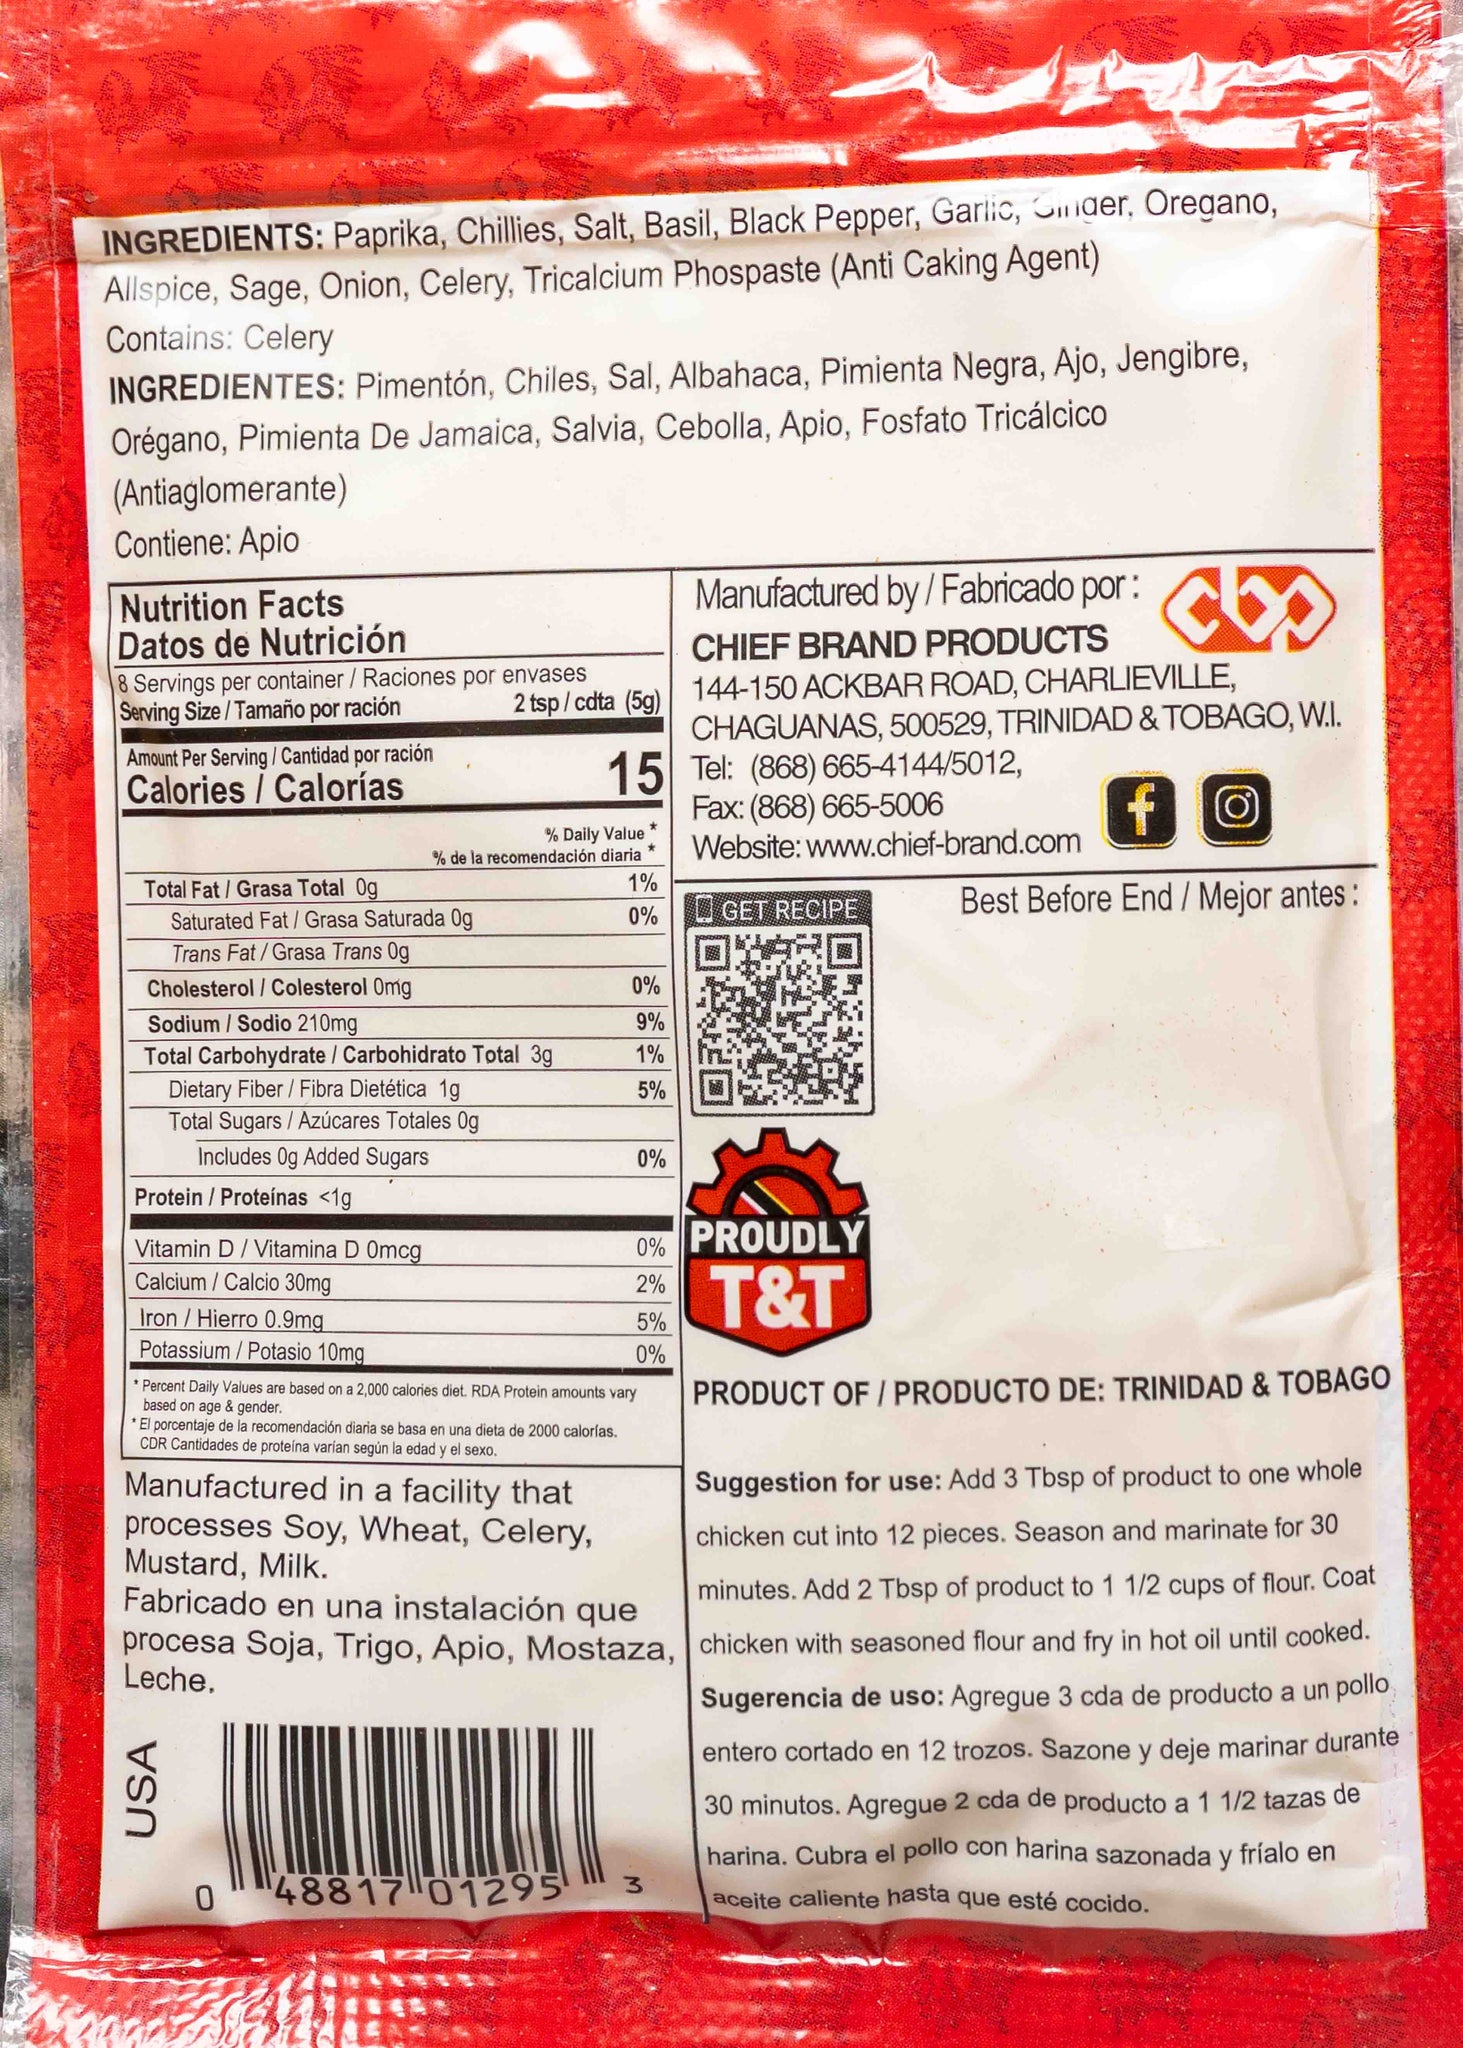 INGREDIENTS: Paprika, Chillies, Salt, Basil, Black Pepper, Garlic, Ginger, Oregano,
Allspice, Sage, Onion, Celery, Tricalcium Phospaste (Anti Caking Agent)
Contains: Celery
INGREDIENTES: Pimentón, Chiles, Sal, Albahaca, Pimienta Negra, Ajo, Jengibre,
Orégano, Pimienta De Jamaica, Salvia, Cebolla, Apio, Fosfato Tricálcico
(Antiaglomerante)
Contiene: Apio
Nutrition Facts
Datos de Nutrición
8 Servings per container / Raciones por envases
Serving Size / Tamaño por ración 2 tsp / cdta (5g)
Amount Per Serving / Cantidad por ración
Calories / Calorías 15
% Daily Value *
% de la recomendación diaria *
Total Fat / Grasa Total 0g 1%
Saturated Fat / Grasa Saturada 0g 0%
Trans Fat / Grasa Trans 0g
Cholesterol / Colesterol 0mg 0%
Sodium / Sodio 210mg 9%
Total Carbohydrate / Carbohidrato Total 3g 1%
Dietary Fiber / Fibra Dietética 1g 5%
Total Sugars / Azúcares Totales 0g
Includes 0g Added Sugars 0%
Protein / Proteínas <1g
Vitamin D / Vitamina D 0mcg 0%
Calcium / Calcio 30mg 2%
Iron / Hierro 0.9mg 5%
Potassium / Potasio 10mg 0%
* Percent Daily Values are based on a 2,000 calories diet. RDA Protein amounts vary
based on age & gender.
* El porcentaje de la recomendación diaria se basa en una dieta de 2000 calorías.
CDR Cantidades de proteína varían según la edad y el sexo.
Manufactured in a facility that
processes Soy, Wheat, Celery,
Mustard, Milk.
Fabricado en una instalación que
procesa Soja, Trigo, Apio, Mostaza,
Leche.
USA
0 48817 01295 3
Manufactured by / Fabricado por :
cbp
CHIEF BRAND PRODUCTS
144-150 ACKBAR ROAD, CHARLIEVILLE,
CHAGUANAS, 500529, TRINIDAD & TOBAGO, W.I.
Tel: (868) 665-4144/5012,
Fax: (868) 665-5006
Website: www.chief-brand.com
GET RECIPE
Best Before End / Mejor antes :
PROUDLY
T&T
PRODUCT OF / PRODUCTO DE: TRINIDAD & TOBAGO
Suggestion for use: Add 3 Tbsp of product to one whole
chicken cut into 12 pieces. Season and marinate for 30
minutes. Add 2 Tbsp of product to 1 1/2 cups of flour. Coat
chicken with seasoned flour and fry in hot oil until cooked.
Sugerencia de uso: Agregue 3 cda de producto a un pollo
entero cortado en 12 trozos. Sazone y deje marinar durante
30 minutos. Agregue 2 cda de producto a 1 1/2 tazas de
harina. Cubra el pollo con harina sazonada y fríalo en
aceite caliente hasta que esté cocido.